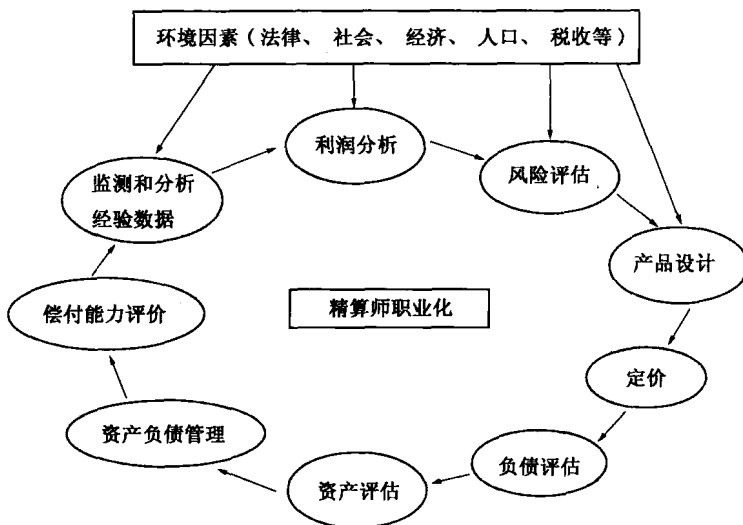 环境因素（法律、社会、经济、人口、税收等）
利润分析
监测和分析
经验数据
风险评估
产品设计
偿付能力评价
精算师职业化
定价
资产负债管理
负债评估
资产评估